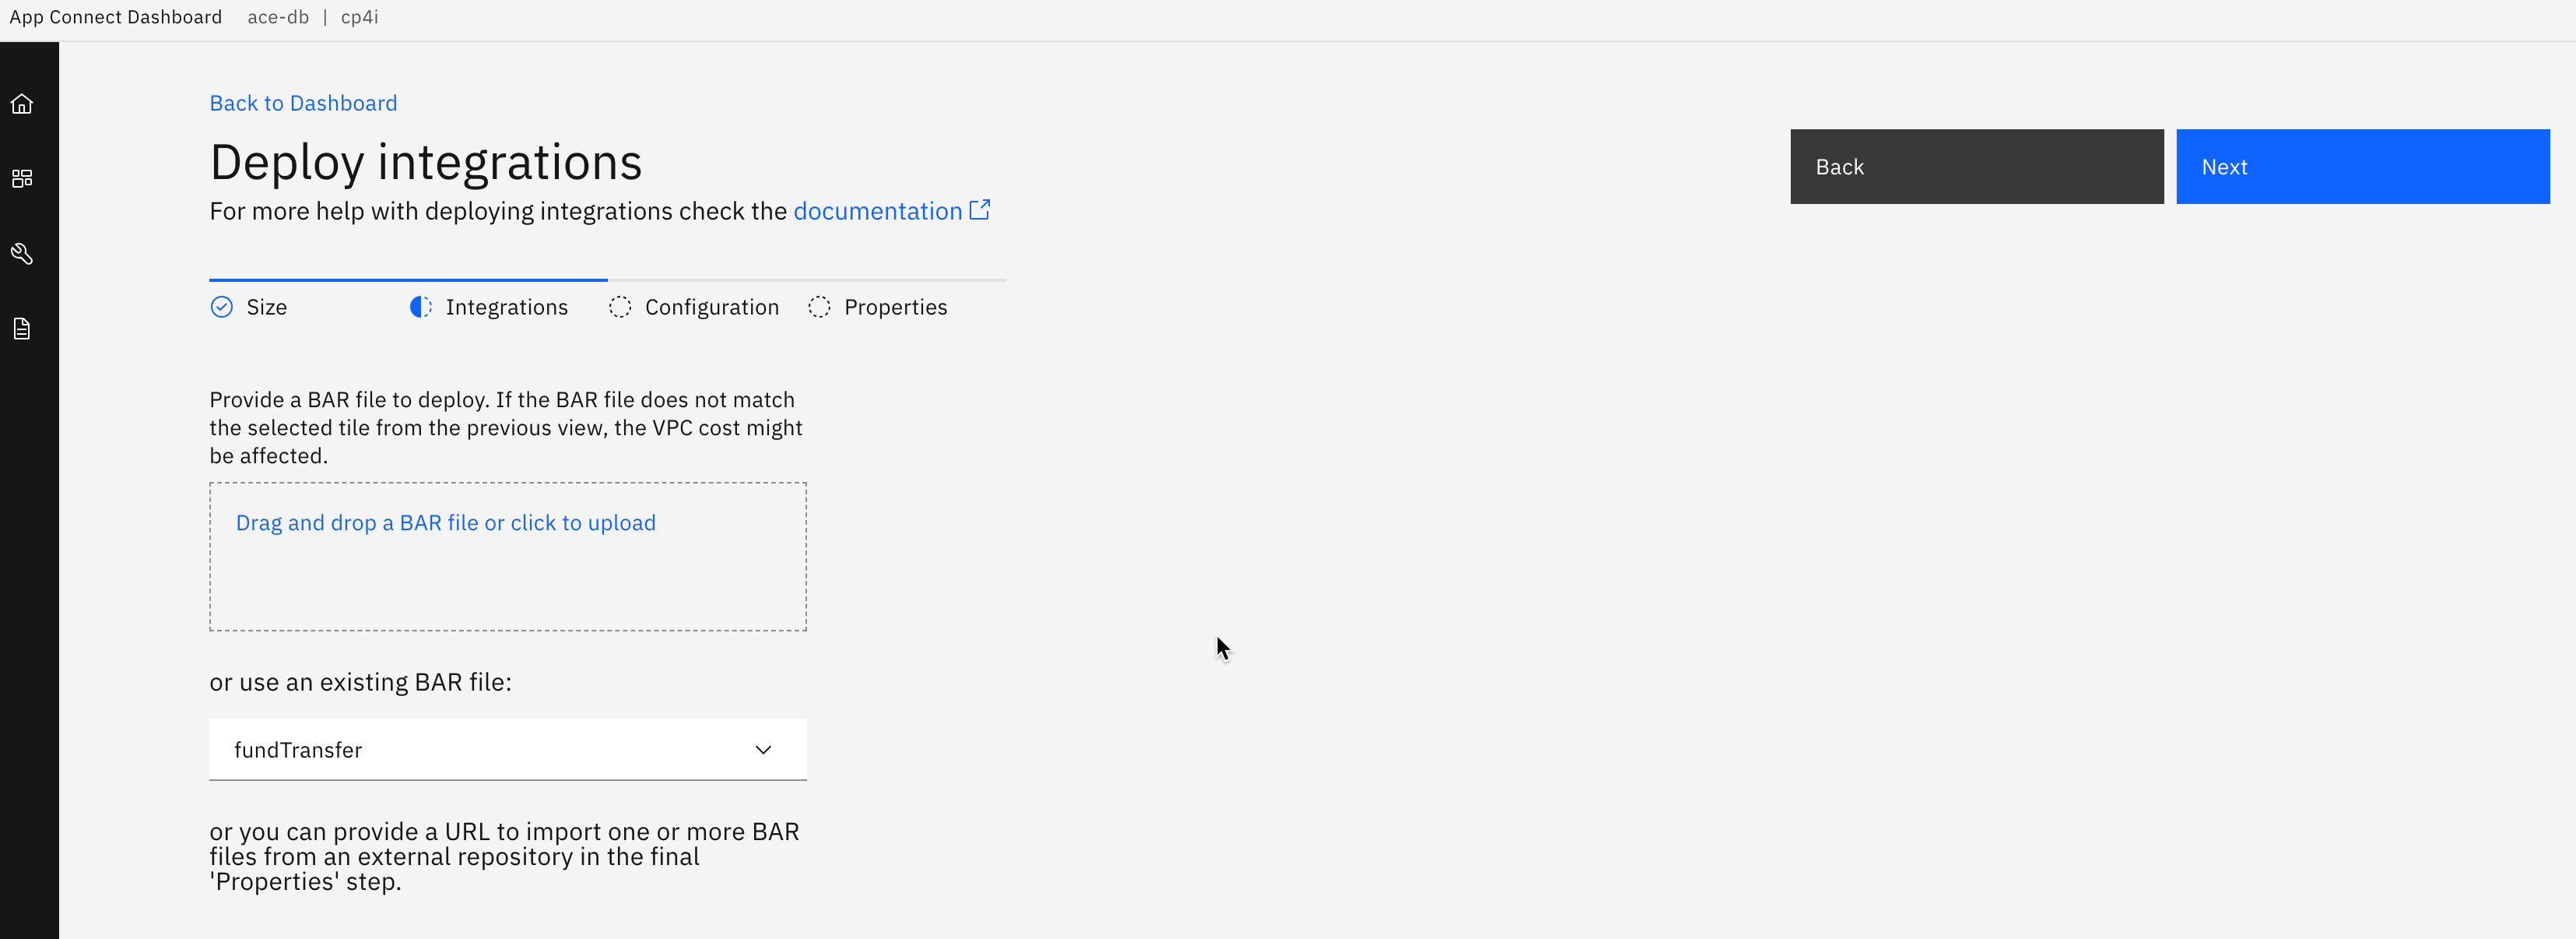 App Connect Dashboard ace-db | cp4i
Back to Dashboard
Deploy integrations
Back
Next
For more help with deploying integrations check the documentation
Size
Integrations
Configuration
Properties
Provide a BAR file to deploy. If the BAR file does not match
the selected tile from the previous view, the VPC cost might
be affected.
Drag and drop a BAR file or click to upload
or use an existing BAR file:
fundTransfer
or you can provide a URL to import one or more BAR
files from an external repository in the final
'Properties' step.